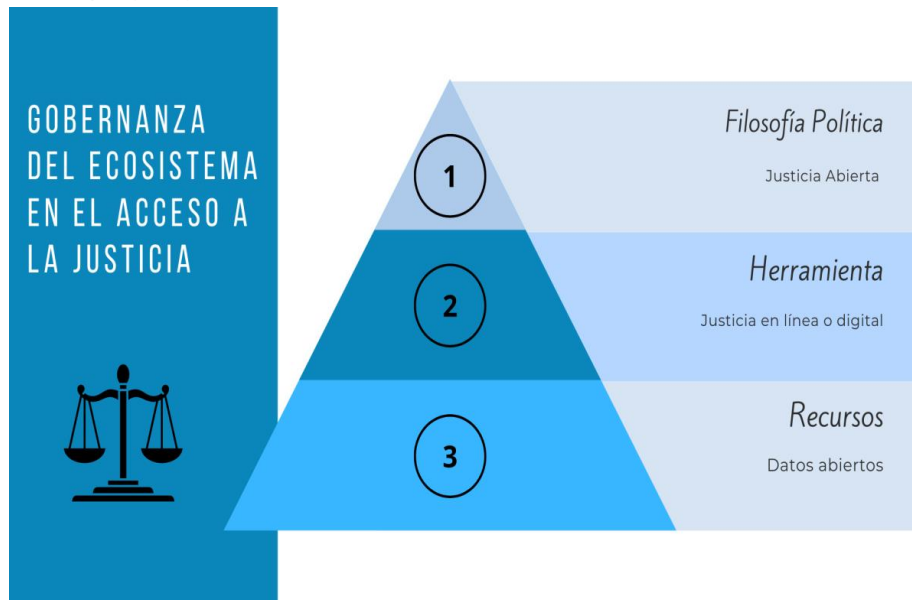 GOBERNANZA
DEL ECOSISTEMA
EN EL ACCESO A
LA JUSTICIA
1
Filosofía Política
Justicia Abierta
2
Herramienta
Justicia en línea o digital
3
Recursos
Datos abiertos